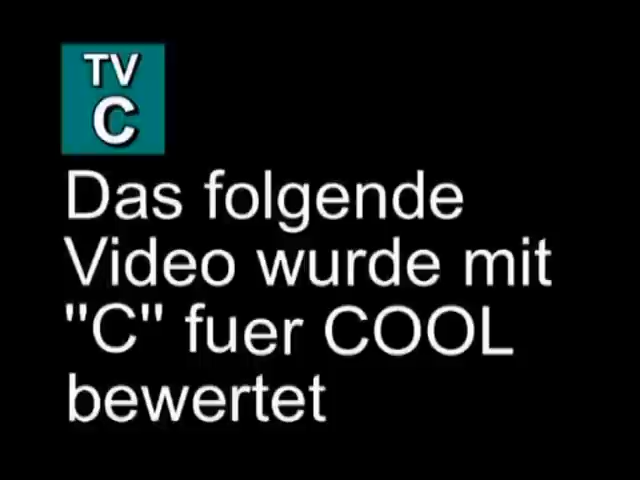 TV
C
Das folgende
Video wurde mit
"C" fuer COOL
bewertet